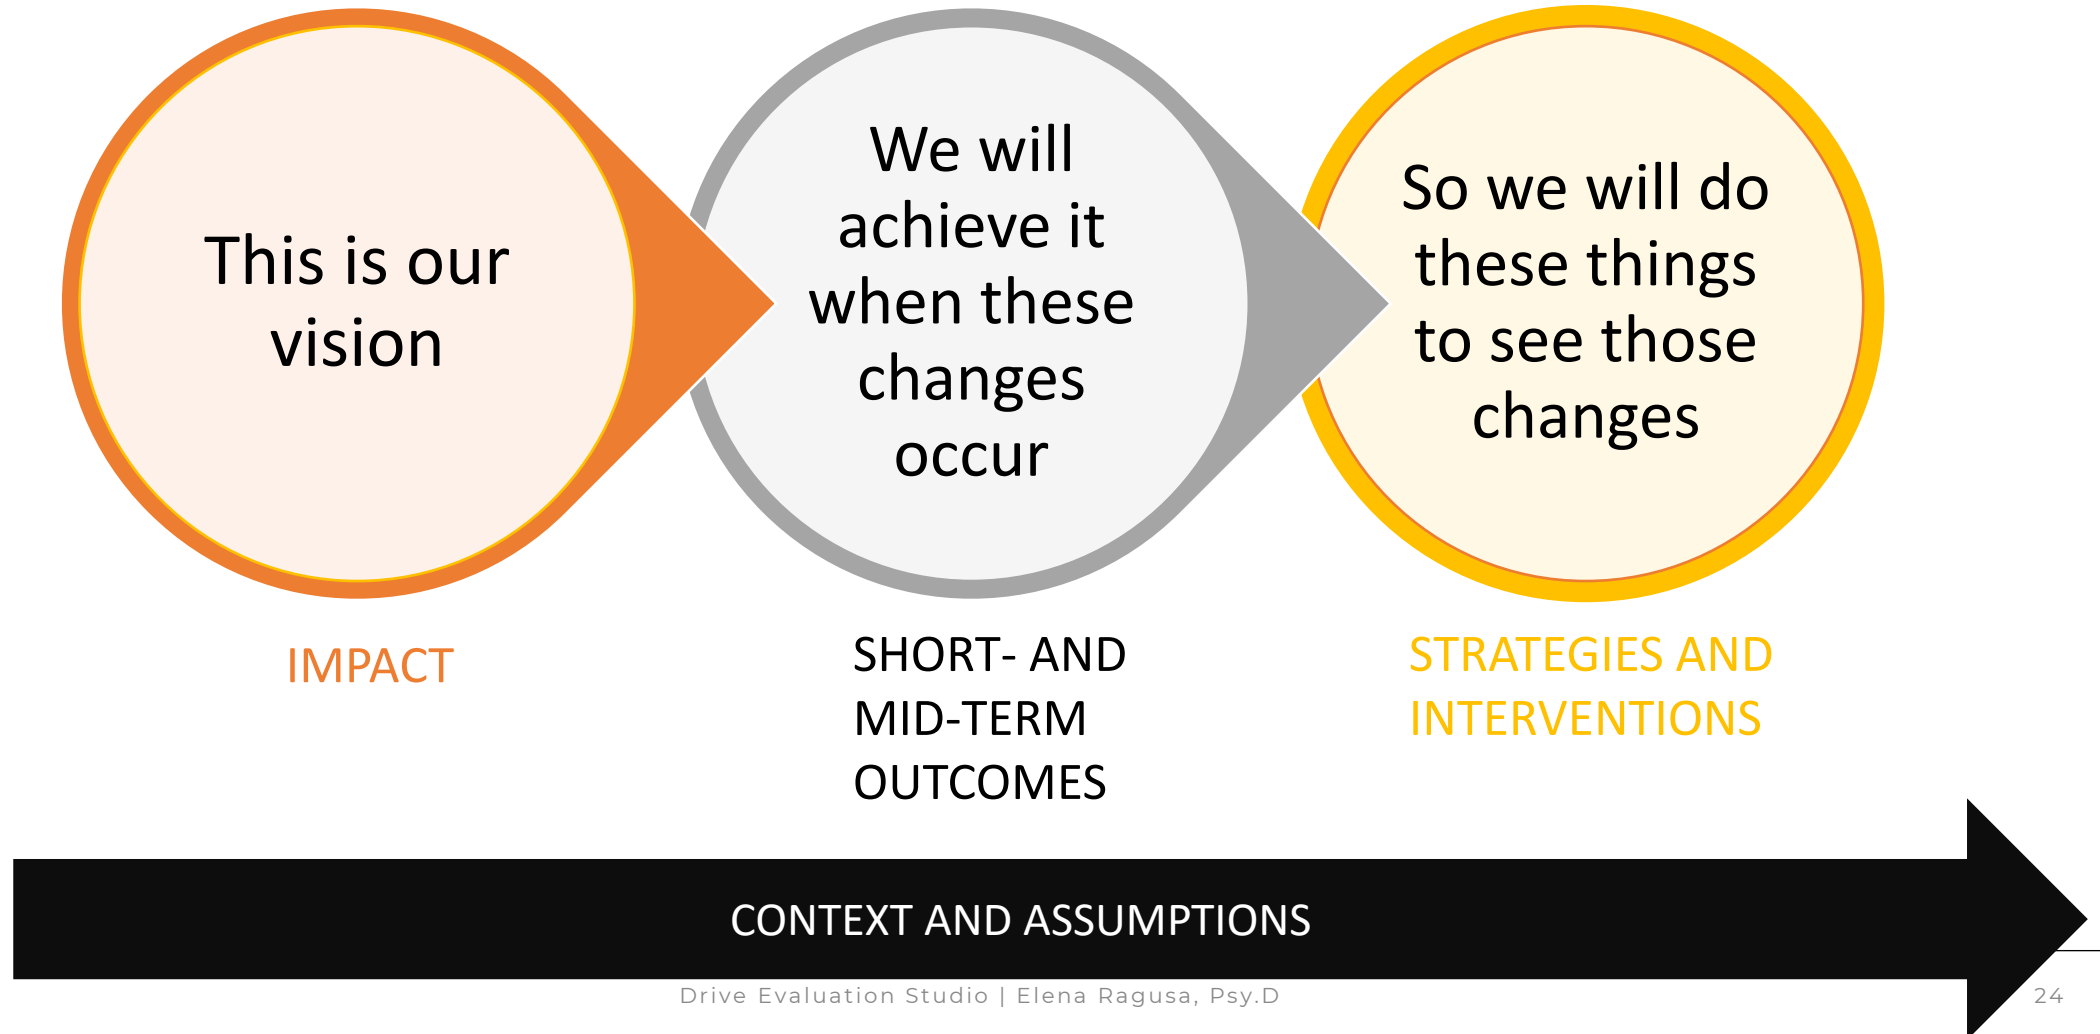 This is our
vision
We will
achieve it
when these
changes
occur
So we will do
these things
to see those
changes
IMPACT
SHORT- AND
MID-TERM
OUTCOMES
STRATEGIES AND
INTERVENTIONS
CONTEXT AND ASSUMPTIONS
Drive Evaluation Studio | Elena Ragusa, Psy.D
24